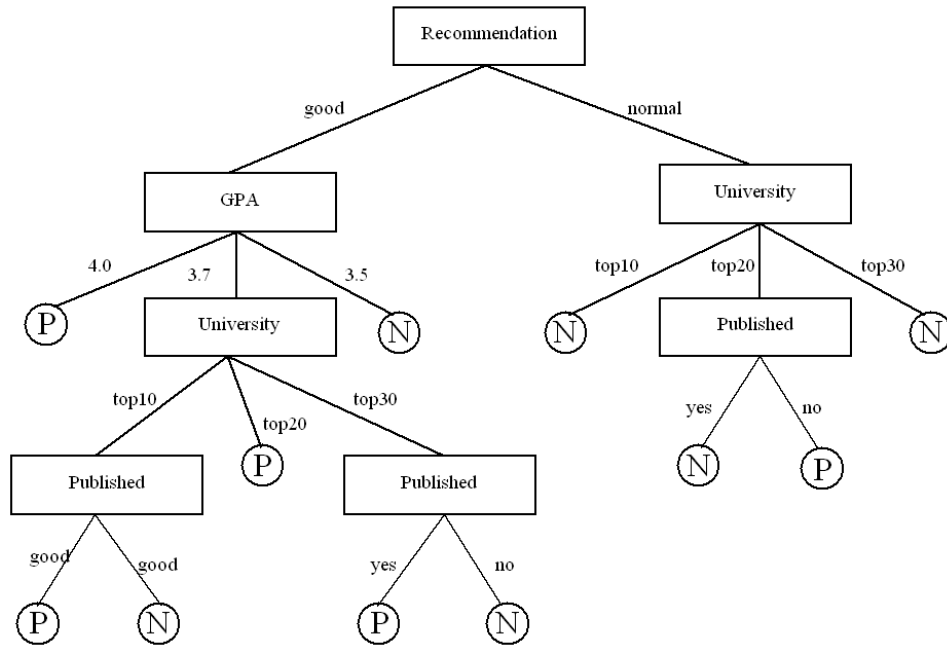 Recommendation
good
normal
GPA
University
4.0
3.7
3.5
top10
top20
top30
P
University
N
N
Published
N
top10
top20
top30
yes
no
Published
P
Published
N
P
good
good
yes
no
P
N
P
N